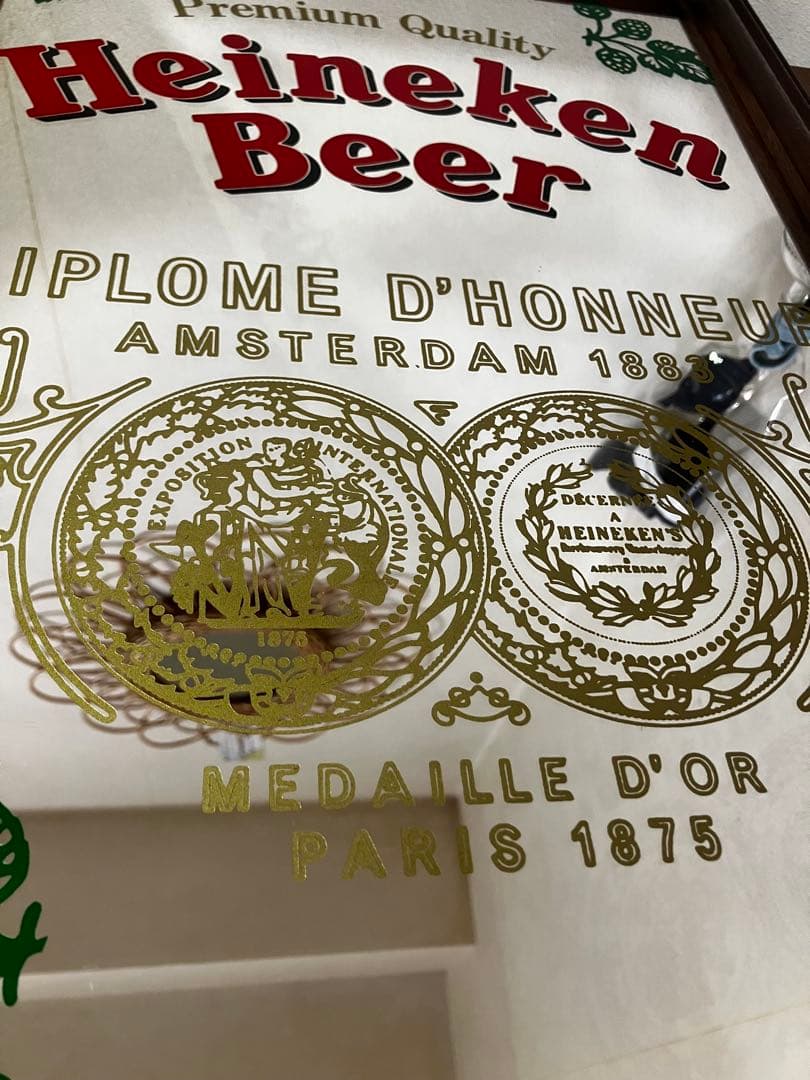 Premium Quality
Heineken
Beer
IPLOME D'HONNEUR
AMSTERDAM 1883
EXPOSITION INTERNATIONALE
1875
DÉCERNÉE
A
HEINEKEN'S
AMSTERDAM
MEDAILLE D'OR
PARIS 1875